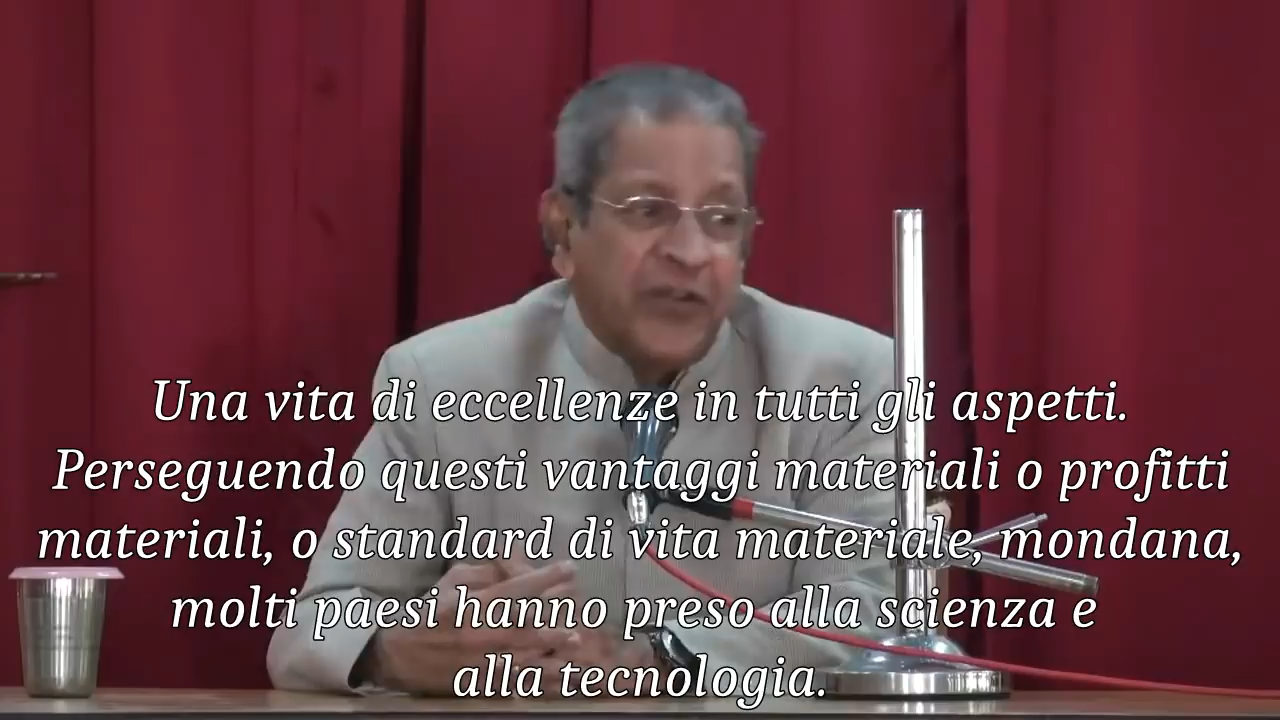 Una vita di eccellenze in tutti gli aspetti.
Perseguendo questi vantaggi materiali o profitti
materiali, o standard di vita materiale, mondana,
molti paesi hanno preso alla scienza e
alla tecnologia.